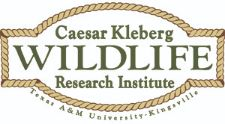 Caesar Kleberg
WILDLIFE
Research Institute
Texas A&M University-Kingsville